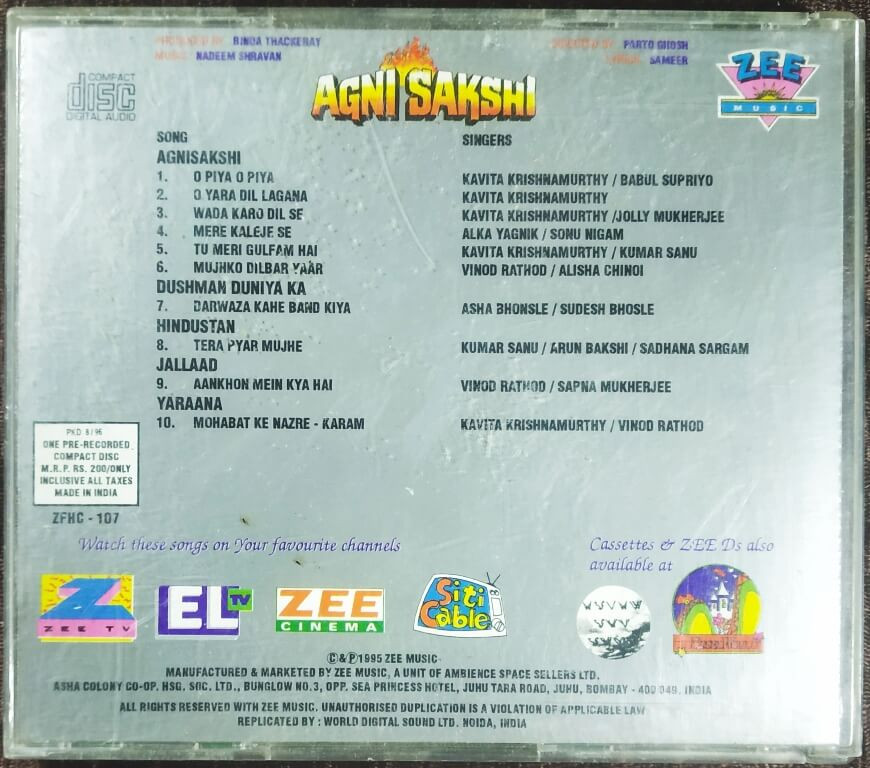 PRODUCED BY: BINDA THACKERAY
MUSIC: NADEEM SHRAVAN
DIRECTED BY: PARTO GHOSH
LYRICS: SAMEER
COMPACT
disc
DIGITAL AUDIO
AGNI SAKSHI
ZEE
MUSIC
SONG SINGERS
AGNISAKSHI
1. O PIYA O PIYA KAVITA KRISHNAMURTHY / BABUL SUPRIYO
2. O YARA DIL LAGANA KAVITA KRISHNAMURTHY
3. WADA KARO DIL SE KAVITA KRISHNAMURTHY /JOLLY MUKHERJEE
4. MERE KALEJE SE ALKA YAGNIK / SONU NIGAM
5. TU MERI GULFAM HAI KAVITA KRISHNAMURTHY / KUMAR SANU
6. MUJHKO DILBAR YAAR VINOD RATHOD / ALISHA CHINOI
DUSHMAN DUNIYA KA
7. DARWAZA KAHE BAND KIYA ASHA BHONSLE / SUDESH BHOSLE
HINDUSTAN
8. TERA PYAR MUJHE KUMAR SANU / ARUN BAKSHI / SADHANA SARGAM
JALLAAD
9. AANKHON MEIN KYA HAI VINOD RATHOD / SAPNA MUKHERJEE
YARAANA
10. MOHABAT KE NAZRE - KARAM KAVITA KRISHNAMURTHY / VINOD RATHOD
PKD 8/96
ONE PRE-RECORDED
COMPACT DISC
M.R.P. RS. 200/ONLY
INCLUSIVE ALL TAXES
MADE IN INDIA
ZFHC - 107
Watch these songs on Your favourite channels
Cassettes & ZEE Ds also
available at
Z
ZEE TV
EL TV
ZEE
CINEMA
Siti
Cable
©&℗1995 ZEE MUSIC
MANUFACTURED & MARKETED BY ZEE MUSIC, A UNIT OF AMBIENCE SPACE SELLERS LTD.
ASHA COLONY CO-OP. HSG. SOC. LTD., BUNGLOW NO.3, OPP. SEA PRINCESS HOTEL, JUHU TARA ROAD, JUHU, BOMBAY - 400 049. INDIA
ALL RIGHTS RESERVED WITH ZEE MUSIC. UNAUTHORISED DUPLICATION IS A VIOLATION OF APPLICABLE LAW
REPLICATED BY : WORLD DIGITAL SOUND LTD. NOIDA, INDIA